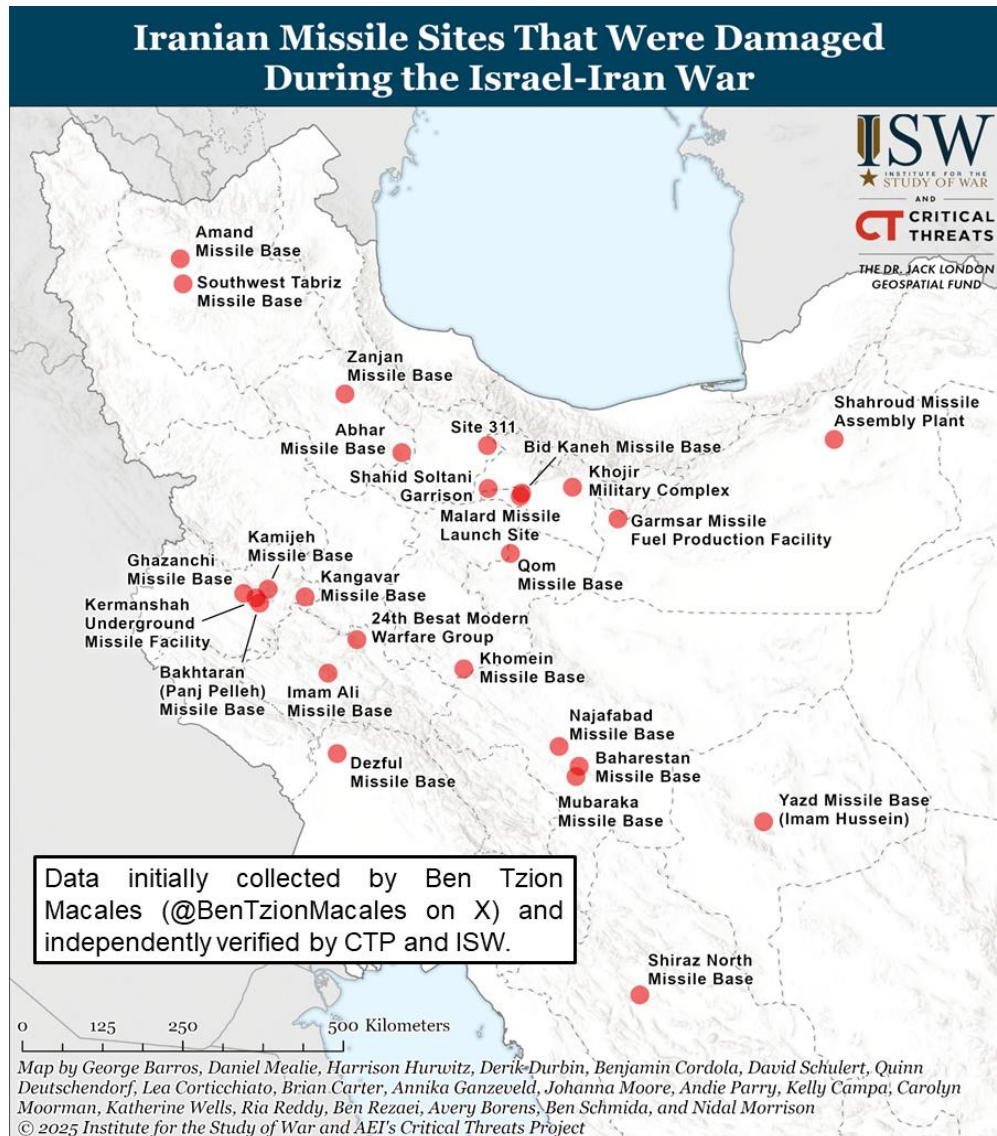 Iranian Missile Sites That Were Damaged
During the Israel-Iran War
ISW
INSTITUTE FOR THE
STUDY OF WAR
AND
CT CRITICAL
THREATS
THE DR. JACK LONDON
GEOSPATIAL FUND
Amand
Missile Base
Southwest Tabriz
Missile Base
Zanjan
Missile Base
Shahroud Missile
Assembly Plant
Abhar
Missile Base
Site 311
Bid Kaneh Missile Base
Shahid Soltani
Garrison
Khojir
Military Complex
Malard Missile
Launch Site
Garmsar Missile
Fuel Production Facility
Qom
Missile Base
Kamijeh
Missile Base
Ghazanchi
Missile Base
Kangavar
Missile Base
Kermanshah
Underground
Missile Facility
24th Besat Modern
Warfare Group
Bakhtaran
(Panj Pelleh)
Missile Base
Imam Ali
Missile Base
Khomein
Missile Base
Najafabad
Missile Base
Dezful
Missile Base
Baharestan
Missile Base
Mubaraka
Missile Base
Yazd Missile Base
(Imam Hussein)
Data initially collected by Ben Tzion
Macales (@BenTzionMacales on X) and
independently verified by CTP and ISW.
Shiraz North
Missile Base
0 125 250 500 Kilometers
Map by George Barros, Daniel Mealie, Harrison Hurwitz, Derik Durbin, Benjamin Cordola, David Schulert, Quinn
Deutschendorf, Lea Corticchiato, Brian Carter, Annika Ganzeveld, Johanna Moore, Andie Parry, Kelly Campa, Carolyn
Moorman, Katherine Wells, Ria Reddy, Ben Rezaei, Avery Borens, Ben Schmida, and Nidal Morrison
© 2025 Institute for the Study of War and AEI's Critical Threats Project